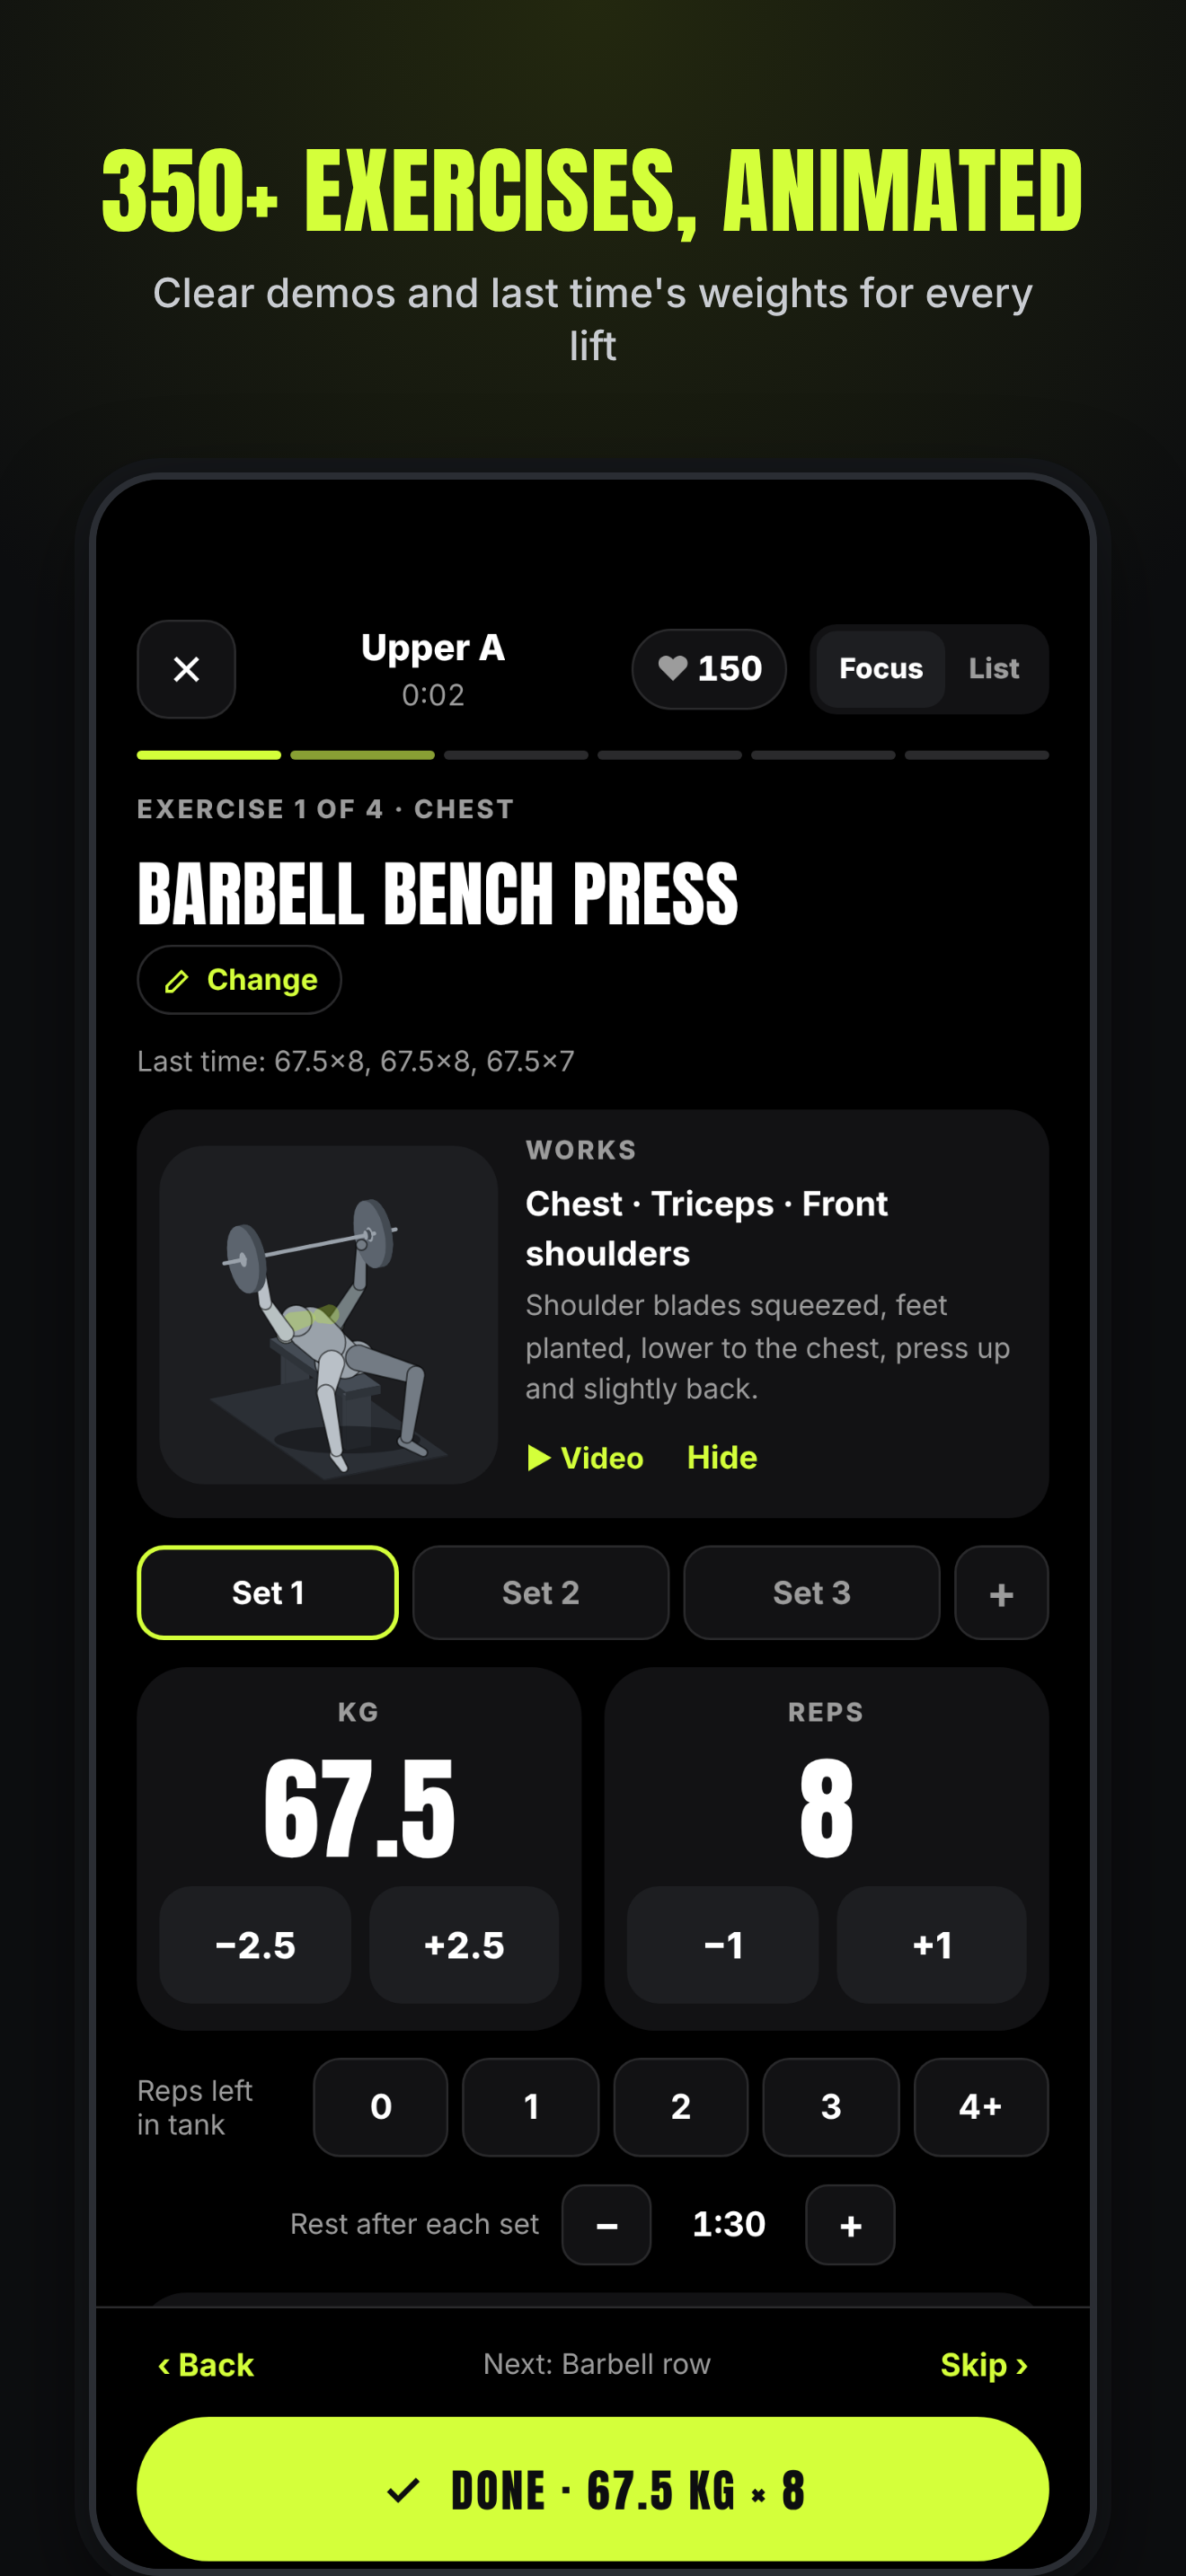 350+ EXERCISES, ANIMATED
Clear demos and last time's weights for every
lift
Upper A
0:02
150
Focus
List
EXERCISE 1 OF 4 · CHEST
BARBELL BENCH PRESS
Change
Last time: 67.5×8, 67.5×8, 67.5×7
WORKS
Chest · Triceps · Front
shoulders
Shoulder blades squeezed, feet
planted, lower to the chest, press up
and slightly back.
Video
Hide
Set 1
Set 2
Set 3
+
KG
67.5
−2.5
+2.5
REPS
8
−1
+1
Reps left
in tank
0
1
2
3
4+
Rest after each set
−
1:30
+
‹ Back
Next: Barbell row
Skip ›
DONE · 67.5 KG × 8